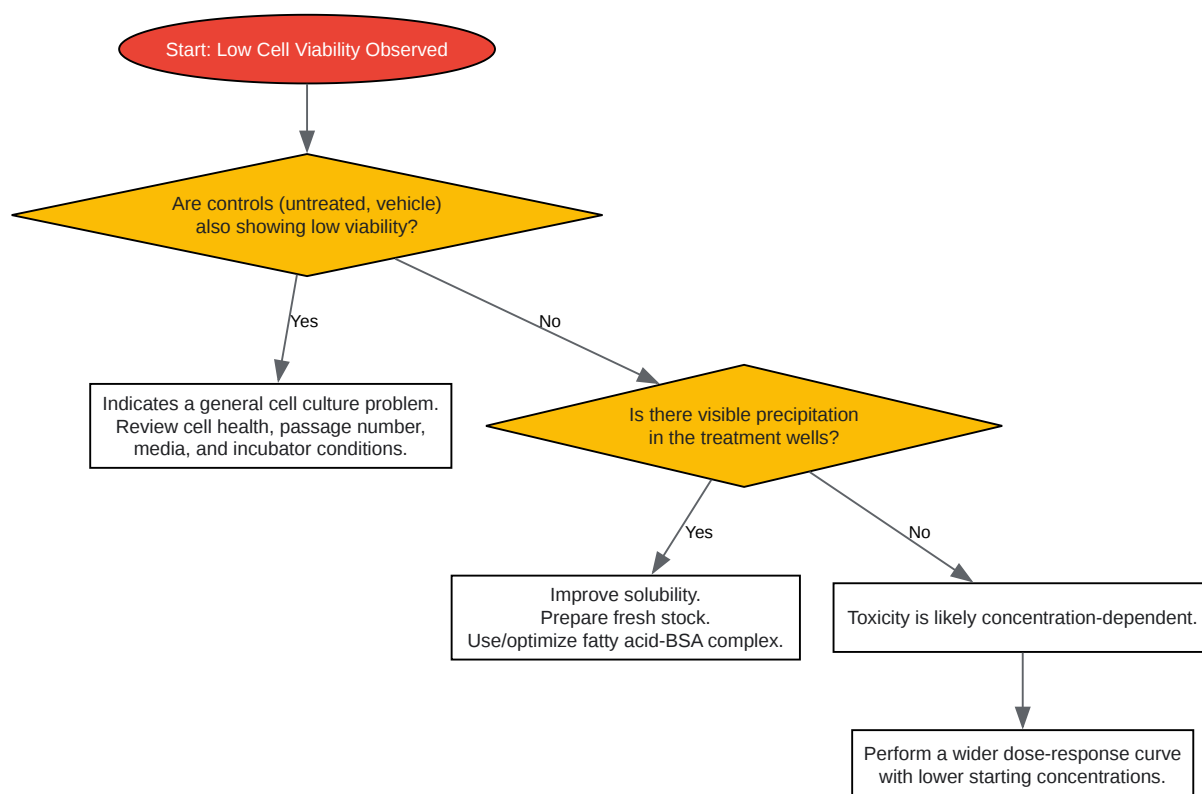 Start: Low Cell Viability Observed
Are controls (untreated, vehicle)
also showing low viability?
Yes
No
Indicates a general cell culture problem.
Review cell health, passage number,
media, and incubator conditions.
Is there visible precipitation
in the treatment wells?
Yes
No
Improve solubility.
Prepare fresh stock.
Use/optimize fatty acid-BSA complex.
Toxicity is likely concentration-dependent.
Perform a wider dose-response curve
with lower starting concentrations.